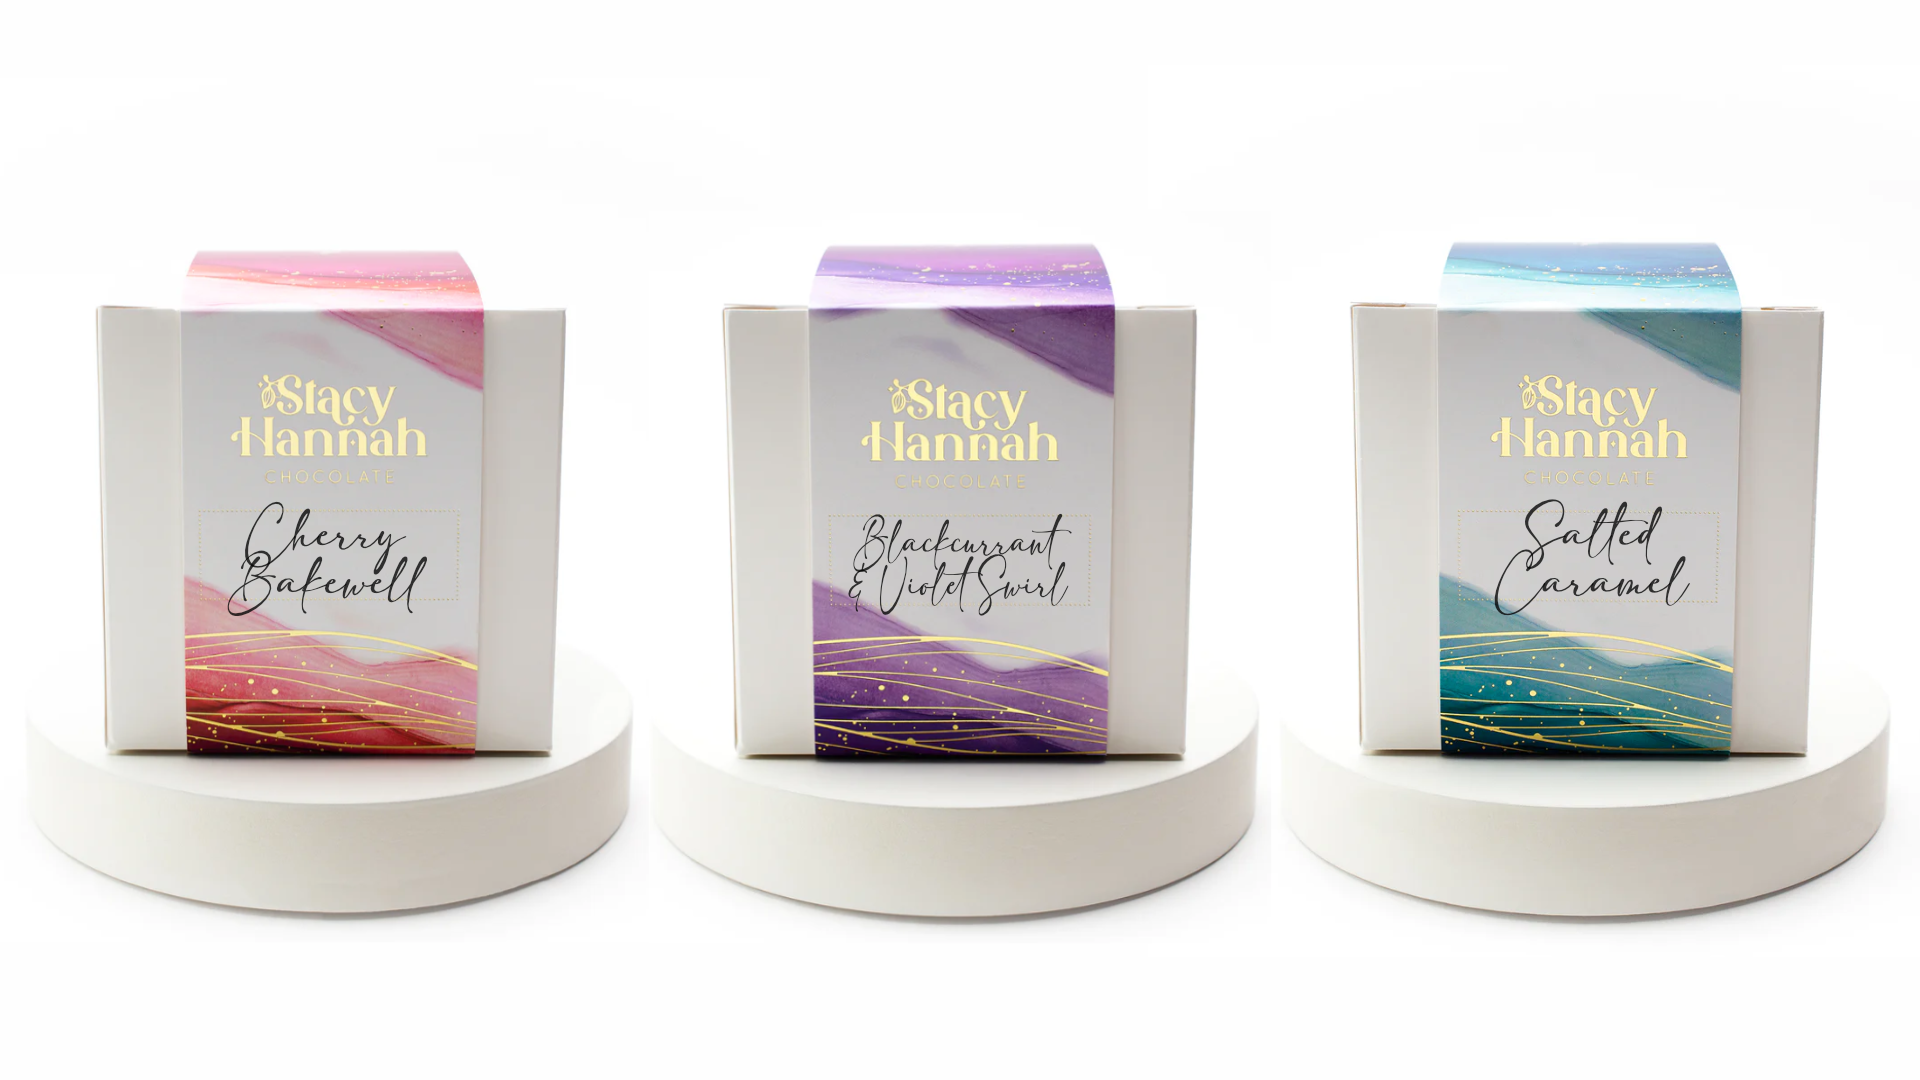 Stacy
Hannah
CHOCOLATE
Cherry
Bakewell
Stacy
Hannah
CHOCOLATE
Blackcurrant
& Violet Swirl
Stacy
Hannah
CHOCOLATE
Salted
Caramel